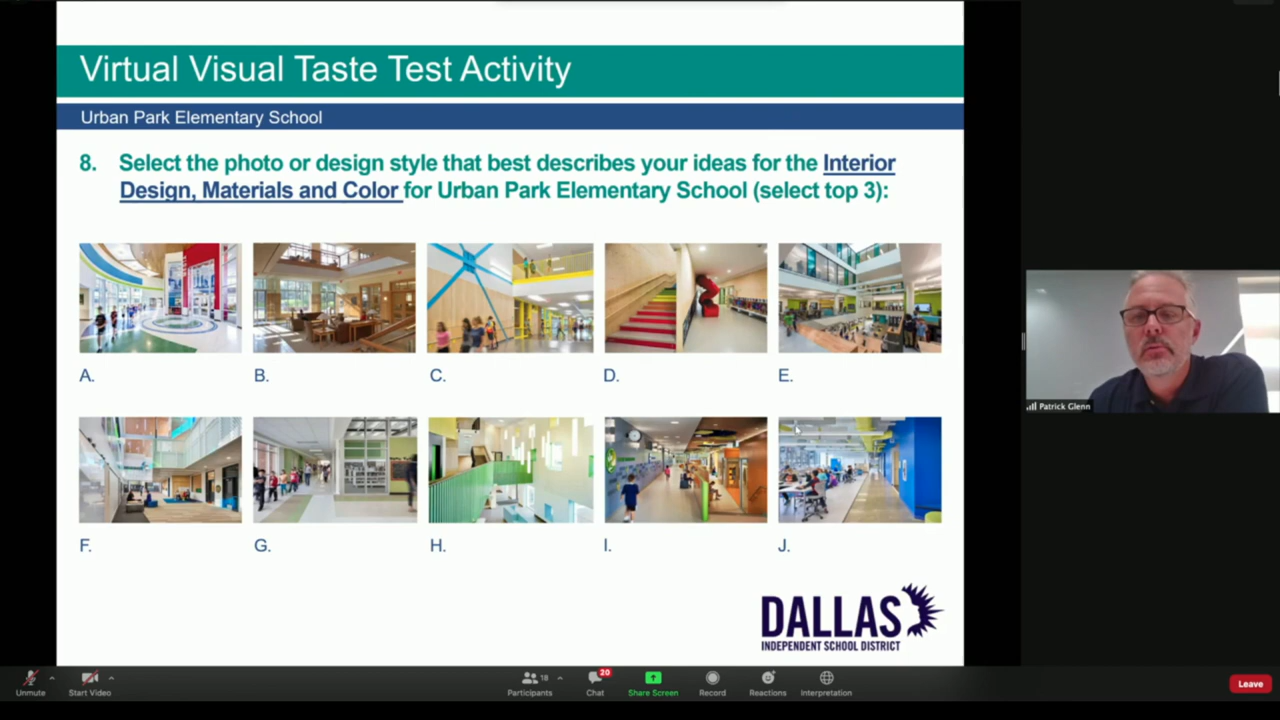 Virtual Visual Taste Test Activity
Urban Park Elementary School
8. Select the photo or design style that best describes your ideas for the Interior
Design, Materials and Color for Urban Park Elementary School (select top 3):
A. B. C. D. E.
F. G. H. I. J.
DALLAS
INDEPENDENT SCHOOL DISTRICT
Patrick Glenn
18 20
Unmute Start Video Participants Chat Share Screen Record Reactions Interpretation Leave